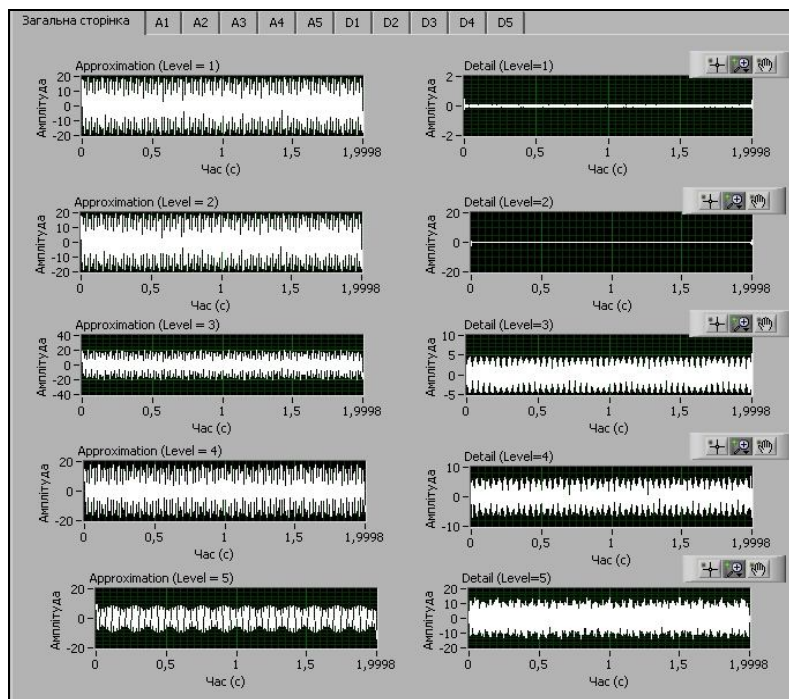 Загальна сторінка A1 A2 A3 A4 A5 D1 D2 D3 D4 D5
Approximation (Level = 1)
Амплітуда
20
10
0
-10
-20
0 0,5 1 1,5 1,9998
Час (с)
Detail (Level=1)
Амплітуда
2
0
-2
0 0,5 1 1,5 1,9998
Час (с)
Approximation (Level = 2)
Амплітуда
20
10
0
-10
-20
0 0,5 1 1,5 1,9998
Час (с)
Detail (Level=2)
Амплітуда
20
0
-20
0 0,5 1 1,5 1,9998
Час (с)
Approximation (Level = 3)
Амплітуда
40
20
0
-20
-40
0 0,5 1 1,5 1,9998
Час (с)
Detail (Level=3)
Амплітуда
10
5
0
-5
0 0,5 1 1,5 1,9998
Час (с)
Approximation (Level = 4)
Амплітуда
20
0
-20
0 0,5 1 1,5 1,9998
Час (с)
Detail (Level=4)
Амплітуда
10
0
-10
0 0,5 1 1,5 1,9998
Час (с)
Approximation (Level = 5)
Амплітуда
20
0
-20
0 0,5 1 1,5 1,9998
Час (с)
Detail (Level=5)
Амплітуда
20
10
0
-10
-20
0 0,5 1 1,5 1,9998
Час (с)